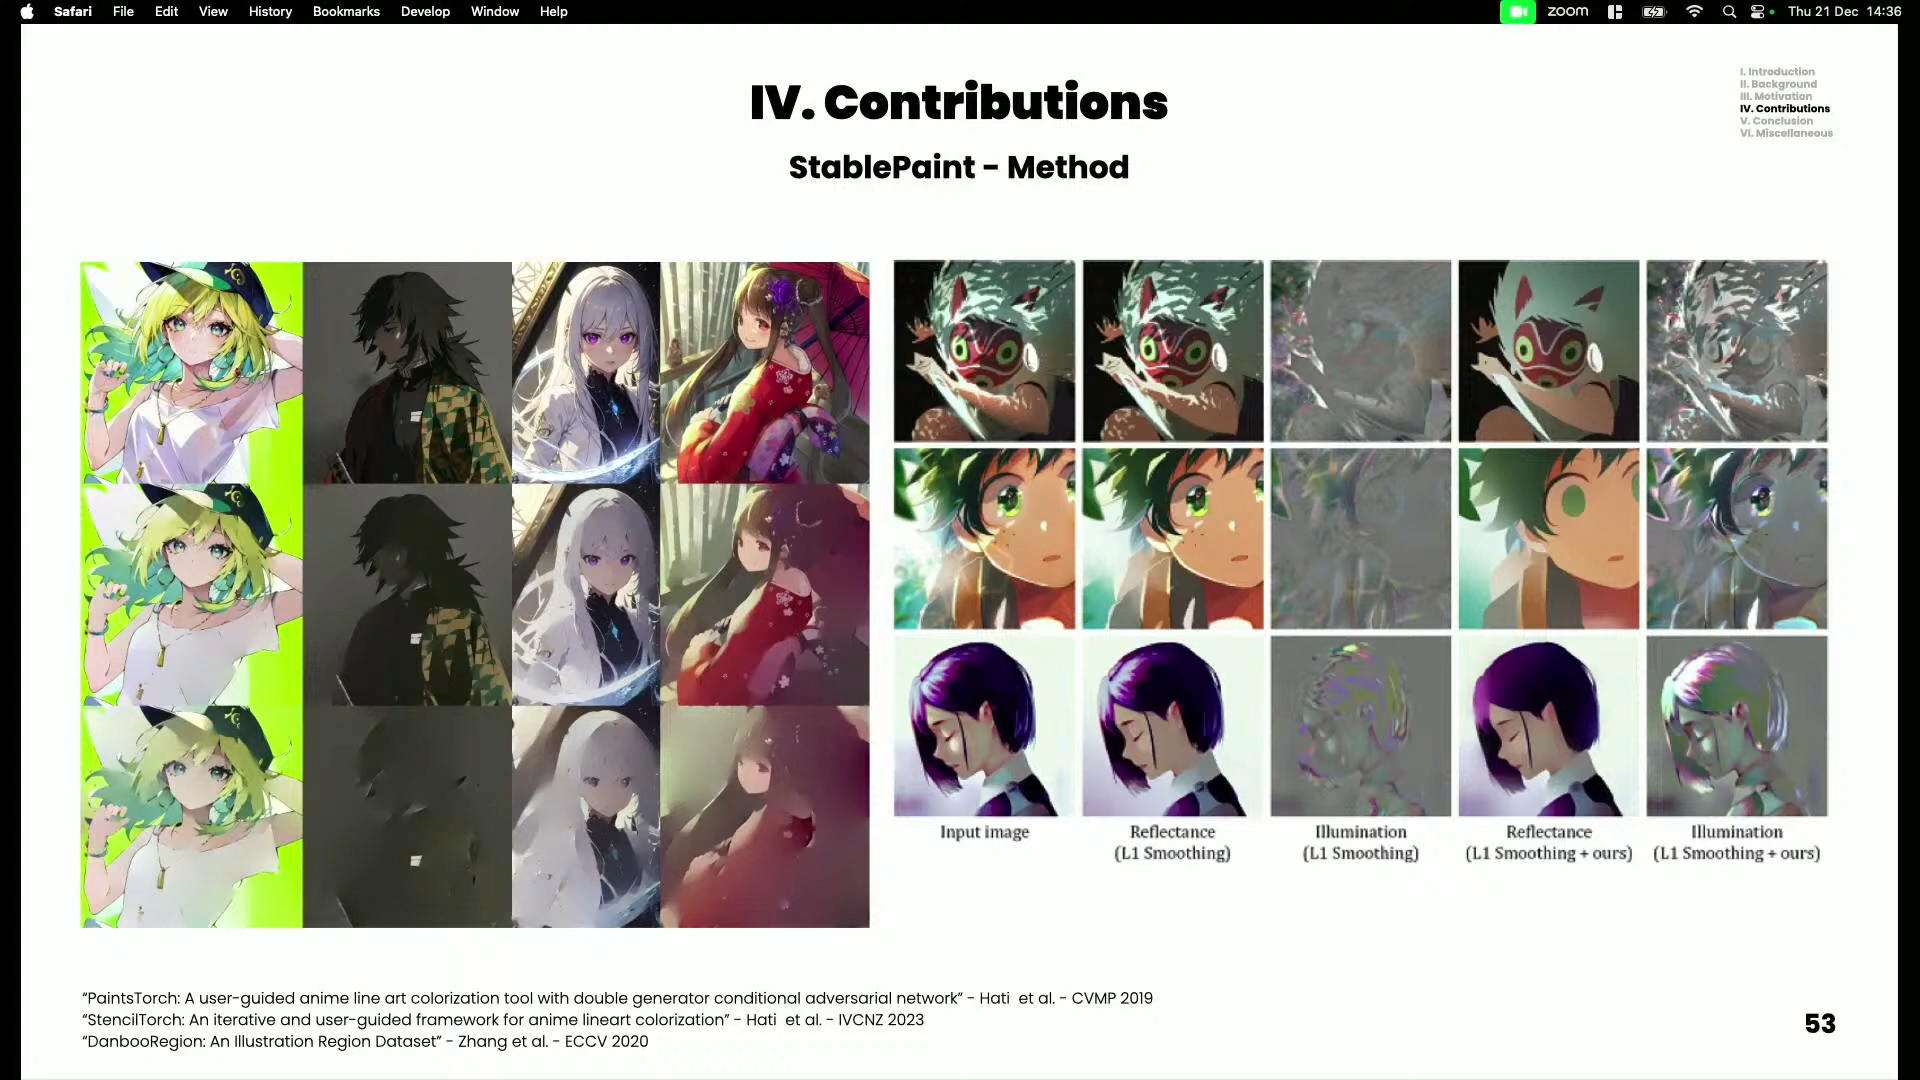 Safari File Edit View History Bookmarks Develop Window Help zoom Thu 21 Dec 14:36
IV. Contributions
StablePaint - Method
I. Introduction
II. Background
III. Motivation
IV. Contributions
V. Conclusion
VI. Miscellaneous
Input image
Reflectance
(L1 Smoothing)
Illumination
(L1 Smoothing)
Reflectance
(L1 Smoothing + ours)
Illumination
(L1 Smoothing + ours)
“PaintsTorch: A user-guided anime line art colorization tool with double generator conditional adversarial network” - Hati et al. - CVMP 2019
“StencilTorch: An iterative and user-guided framework for anime lineart colorization” - Hati et al. - IVCNZ 2023
“DanbooRegion: An Illustration Region Dataset” - Zhang et al. - ECCV 2020
53